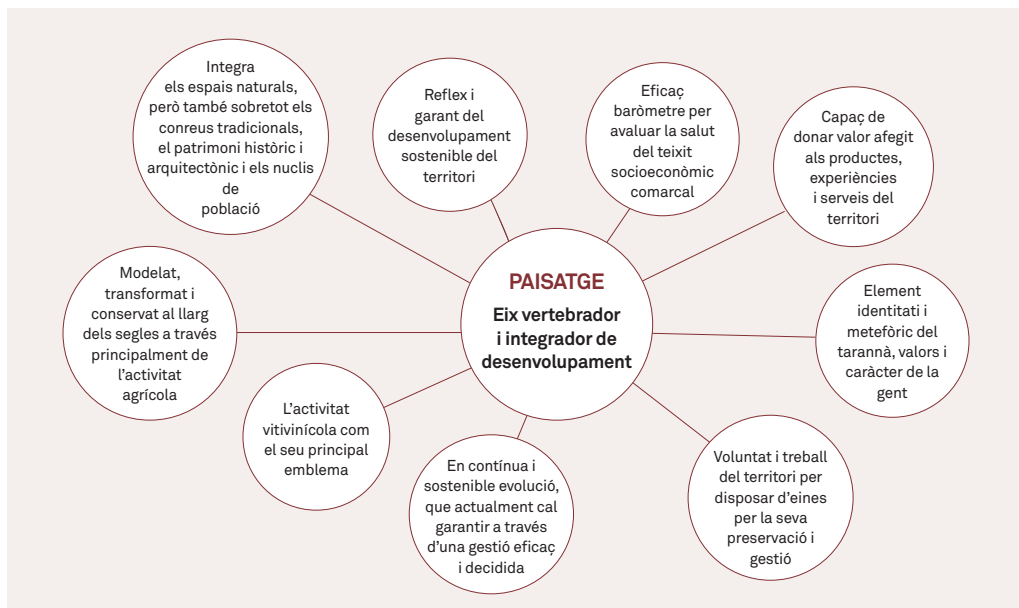 Integra
els espais naturals,
però també sobretot els
conreus tradicionals,
el patrimoni històric i
arquitectònic i els nuclis
de
població
Reflex i
garant del
desenvolupament
sostenible del
territori
Eficaç
baròmetre per
avaluar la salut
del teixit
socioeconòmic
comarcal
Capaç de
donar valor afegit
als productes,
experiències
i serveis del
territori
PAISATGE
Eix vertebrador
i integrador de
desenvolupament
Modelat,
transformat i
conservat al llarg
dels segles a través
principalment de
l'activitat
agrícola
Element
identitati i
metefòric del
tarannà, valors i
caràcter de la
gent
L'activitat
vitivinícola com
el seu principal
emblema
En contínua i
sostenible evolució,
que actualment cal
garantir a través
d'una gestió eficaç
i decidida
Voluntat i treball
del territori per
disposar d'eines
per la seva
preservació i
gestió